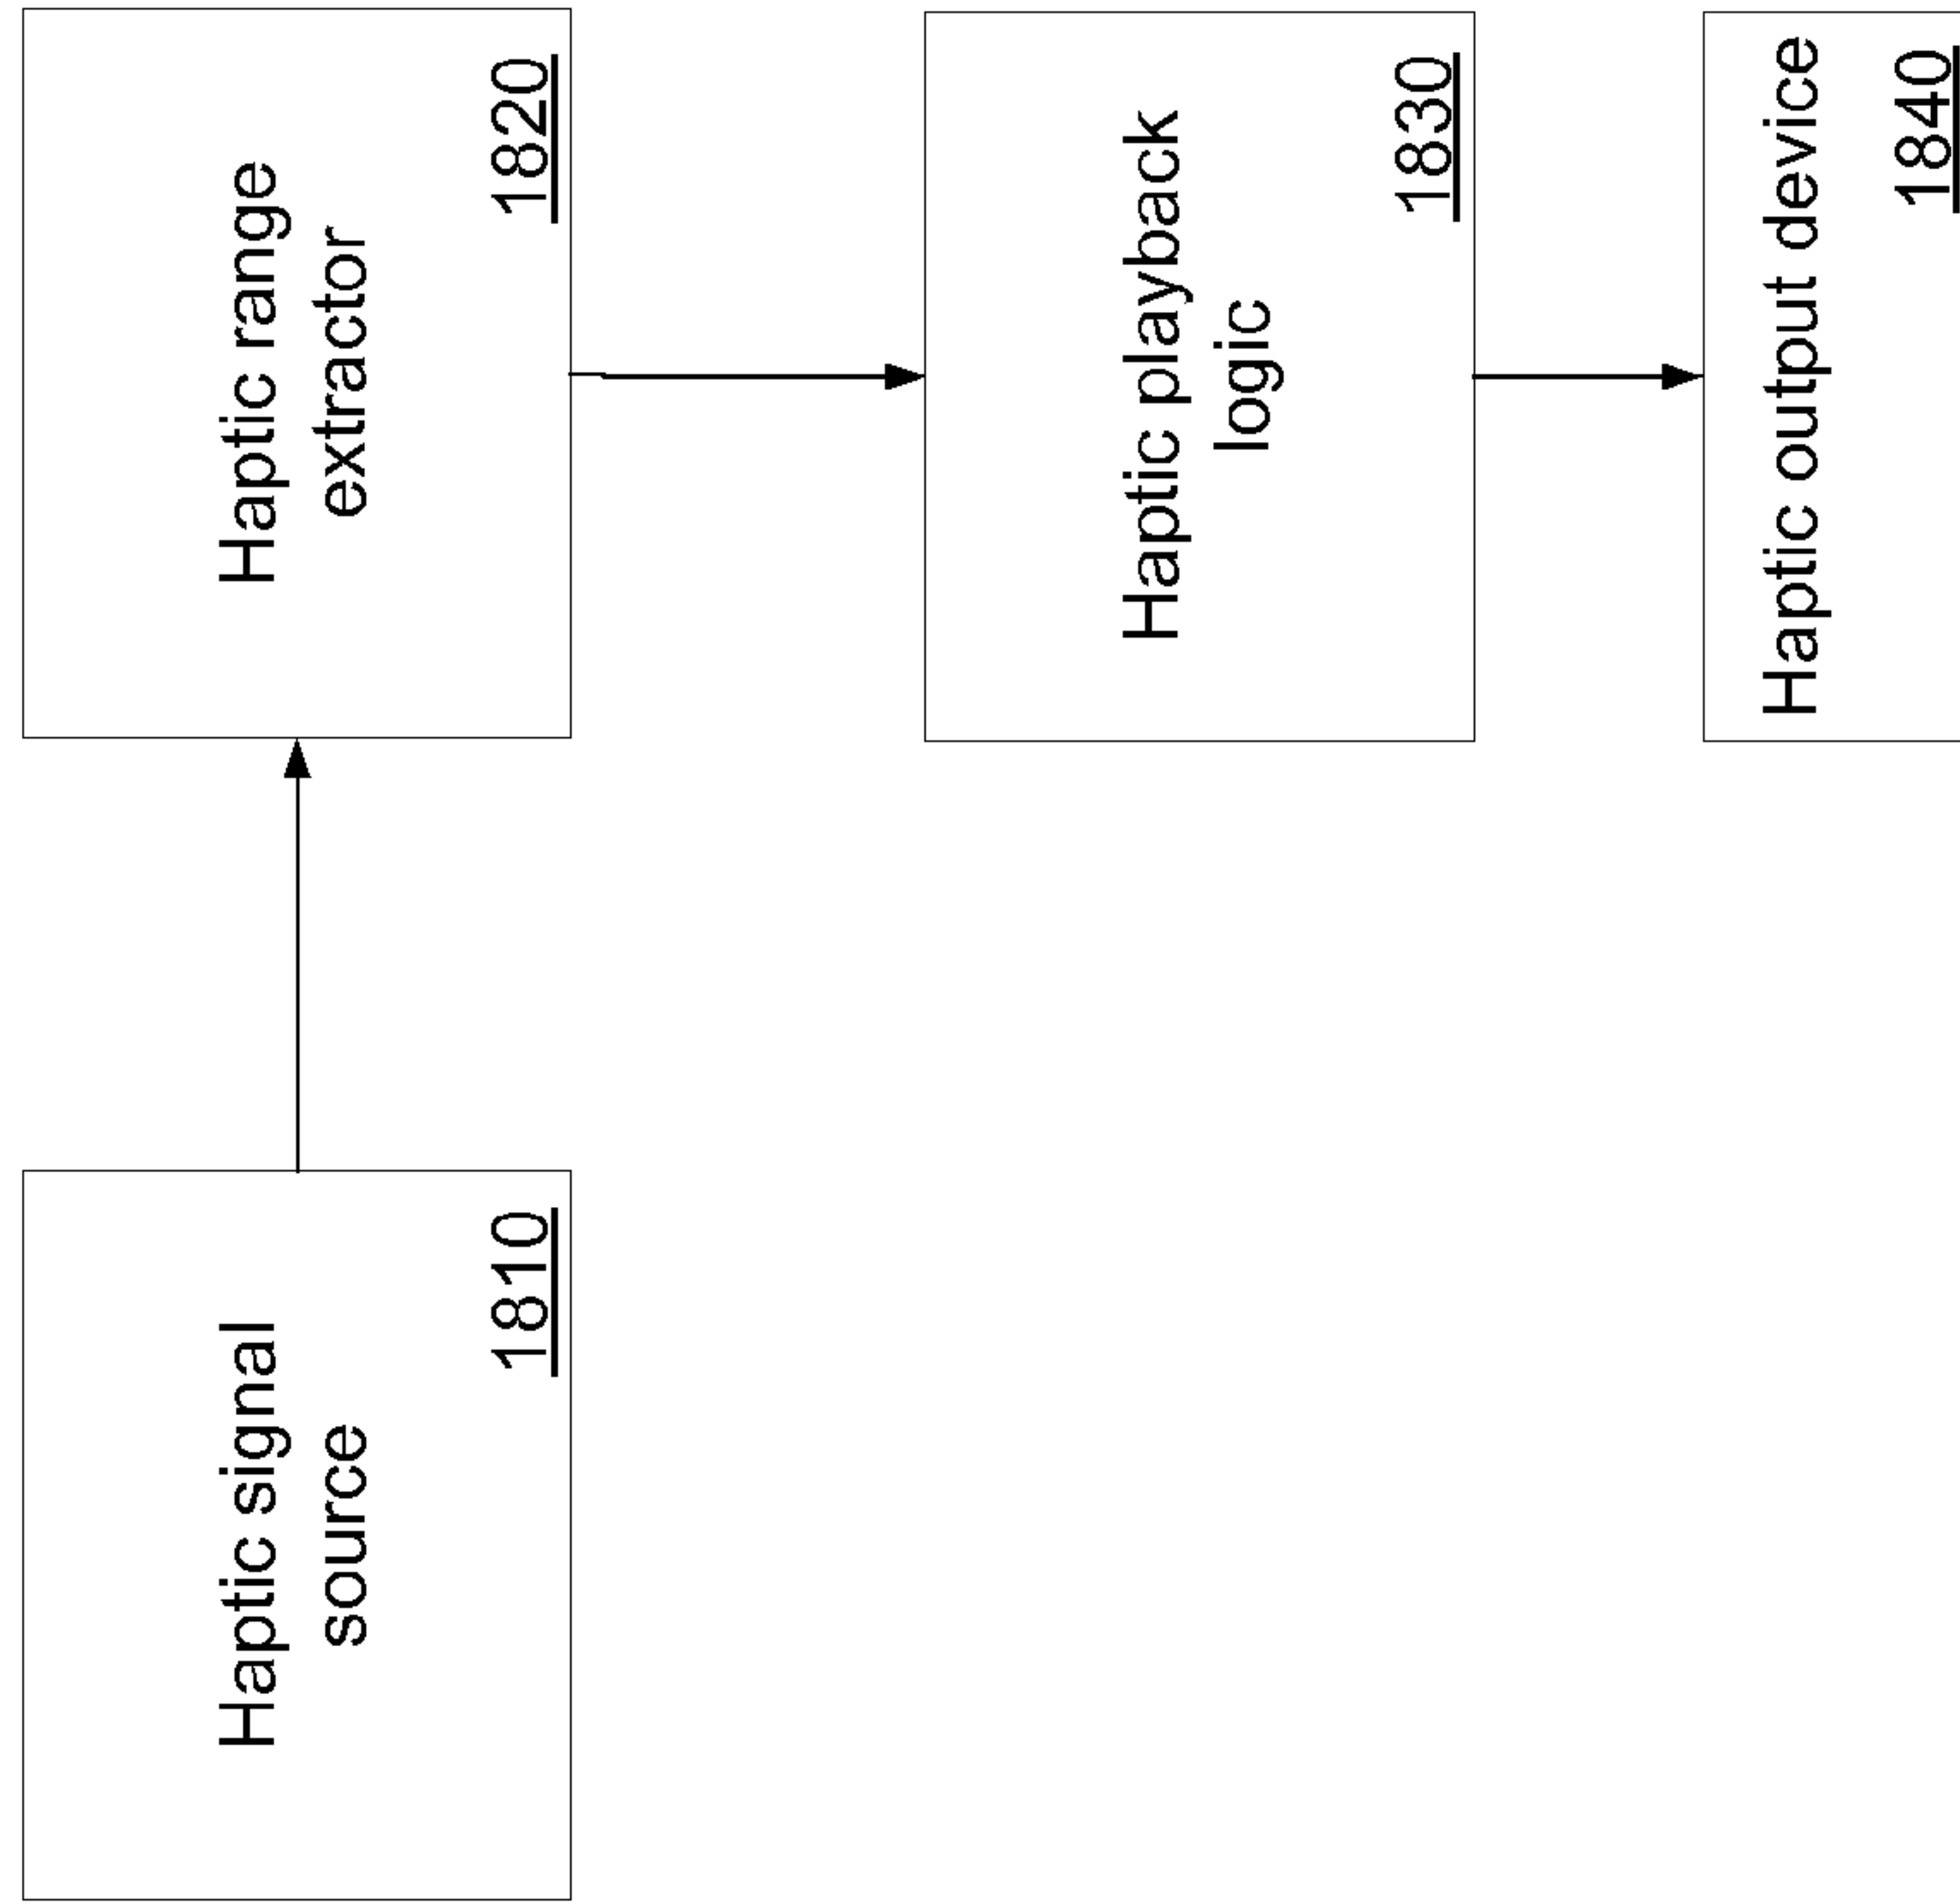 Haptic signal
source
1810
Haptic range
extractor
1820
Haptic playback
logic
1830
Haptic output device
1840